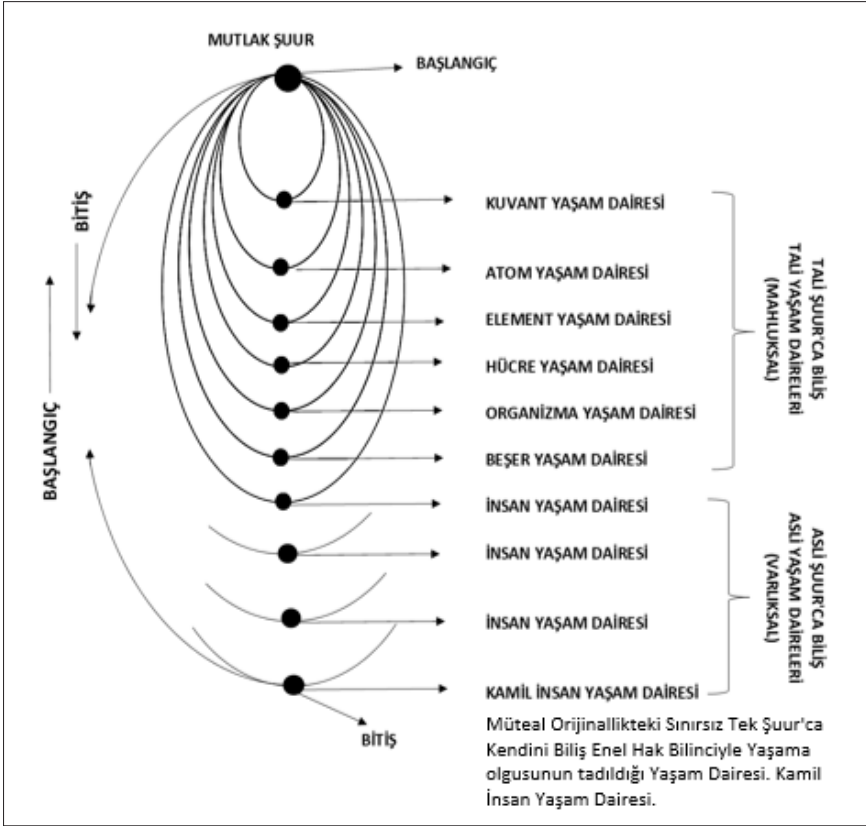 MUTLAK ŞUUR
BAŞLANGIÇ
BİTİŞ
BAŞLANGIÇ
KUVANT YAŞAM DAİRESİ
ATOM YAŞAM DAİRESİ
ELEMENT YAŞAM DAİRESİ
HÜCRE YAŞAM DAİRESİ
ORGANİZMA YAŞAM DAİRESİ
BEŞER YAŞAM DAİRESİ
TALİ ŞUUR'CA BİLİŞ
TALİ YAŞAM DAİRELERİ
(MAHLUKSAL)
İNSAN YAŞAM DAİRESİ
İNSAN YAŞAM DAİRESİ
İNSAN YAŞAM DAİRESİ
KAMİL İNSAN YAŞAM DAİRESİ
ASLİ ŞUUR'CA BİLİŞ
ASLİ YAŞAM DAİRELERİ
(VARLIKSAL)
BİTİŞ
Müteal Orijinallikteki Sınırsız Tek Şuur'ca
Kendini Biliş Enel Hak Bilinciyle Yaşama
olgusunun tadıldığı Yaşam Dairesi. Kamil
İnsan Yaşam Dairesi.